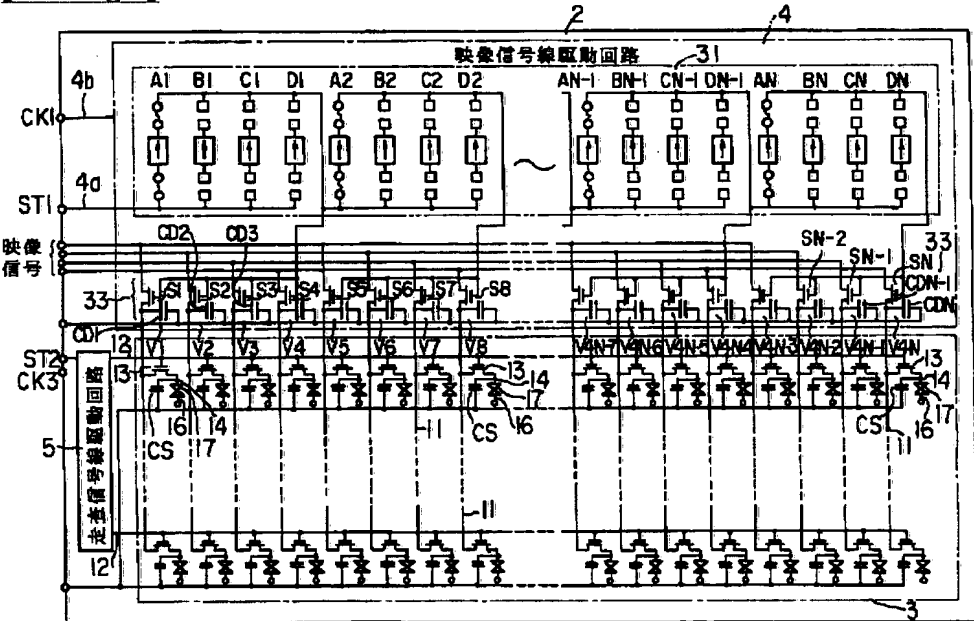 2
4
映像信号線駆動回路
31
A1 B1 C1 D1 A2 B2 C2 D2 AN-1 BN-1 CN-1 DN-1 AN BN CN DN
4b
CK1
4a
ST1
映像
信号
CD2 CD3 SN-2 SN-1 SN 33
33 S1 S2 S3 S4 S5 S6 S7 S8 CDN-1 CDN
CD1
12 V1 V2 V3 V4 V5 V6 V7 V8 V4N-7 V4N-6 V4N-5 V4N-4 V4N-3 V4N-2 V4N-1 V4N
ST2
CK3
13 13 13
14 14
17 17
16 14 CS 16 CS 16
CS 17 11 11
5
走査信号線駆動回路
11
12
3